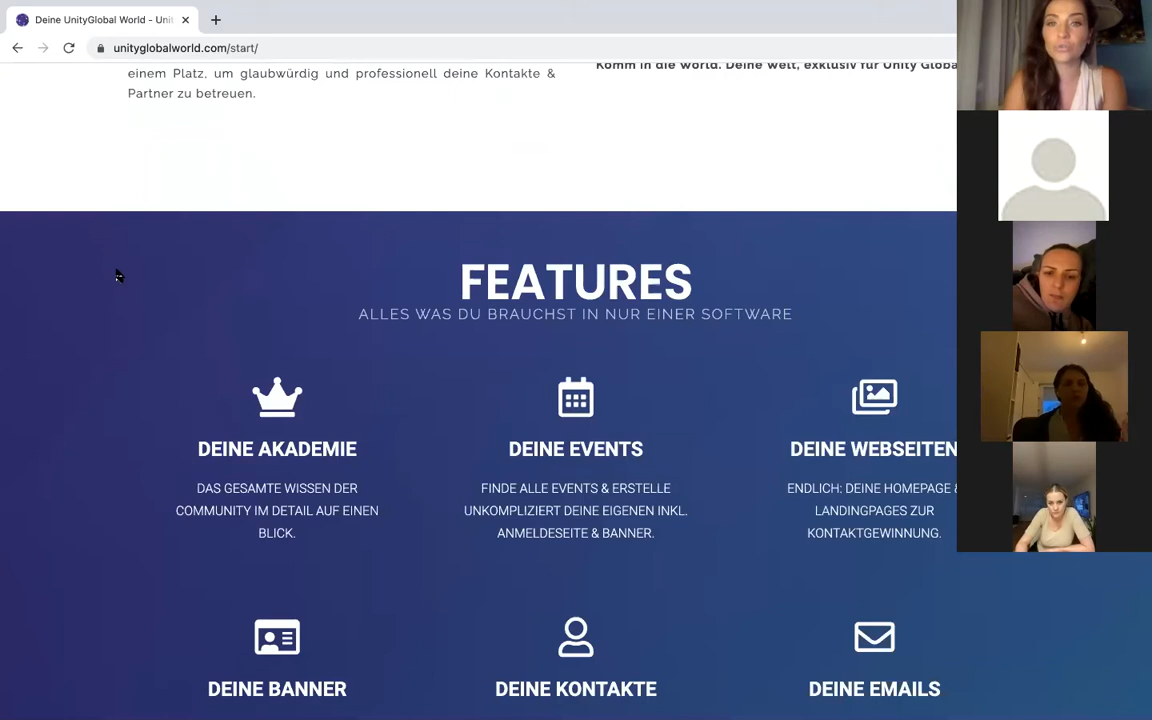 Deine UnityGlobal World - Unit
unityglobalworld.com/start/
einem Platz, um glaubwürdig und professionell deine Kontakte &
Partner zu betreuen.
Komm in die World. Deine Welt, exklusiv für Unity Globa
FEATURES
ALLES WAS DU BRAUCHST IN NUR EINER SOFTWARE
DEINE AKADEMIE
DAS GESAMTE WISSEN DER
COMMUNITY IM DETAIL AUF EINEN
BLICK.
DEINE EVENTS
FINDE ALLE EVENTS & ERSTELLE
UNKOMPLIZIERT DEINE EIGENEN INKL.
ANMELDESEITE & BANNER.
DEINE WEBSEITEN
ENDLICH: DEINE HOMEPAGE &
LANDINGPAGES ZUR
KONTAKTGEWINNUNG.
DEINE BANNER
DEINE KONTAKTE
DEINE EMAILS